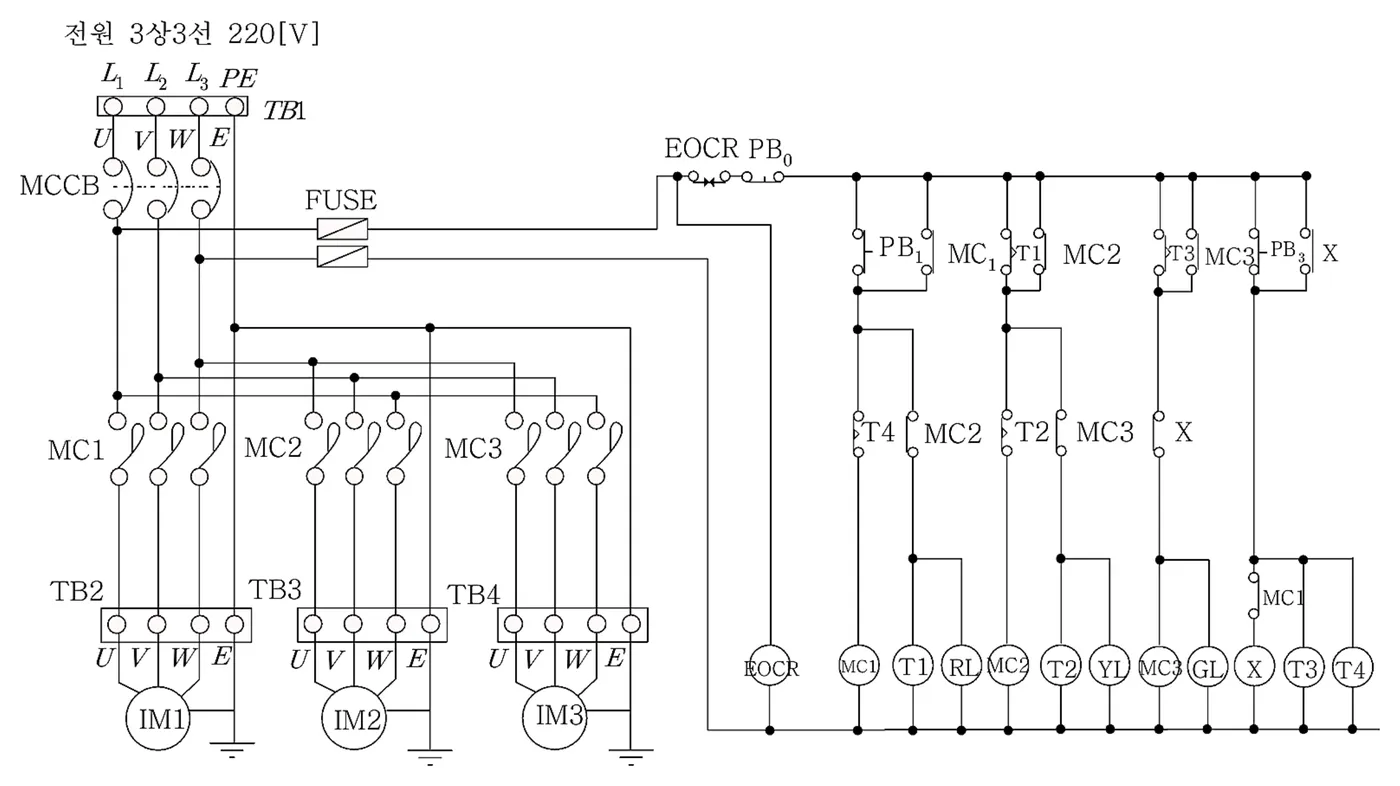 전원 3상3선 220[V]
L1 L2 L3 PE
TB1
U V W E
MCCB
FUSE
EOCR PB0
PB1 MC1 T1 MC2 T3 MC3 PB3 X
T4 MC2 T2 MC3 X
MC1 MC2 MC3
MC1
TB2 TB3 TB4
U V W E U V W E U V W E
EOCR MC1 T1 RL MC2 T2 YL MC3 GL X T3 T4
IM1 IM2 IM3